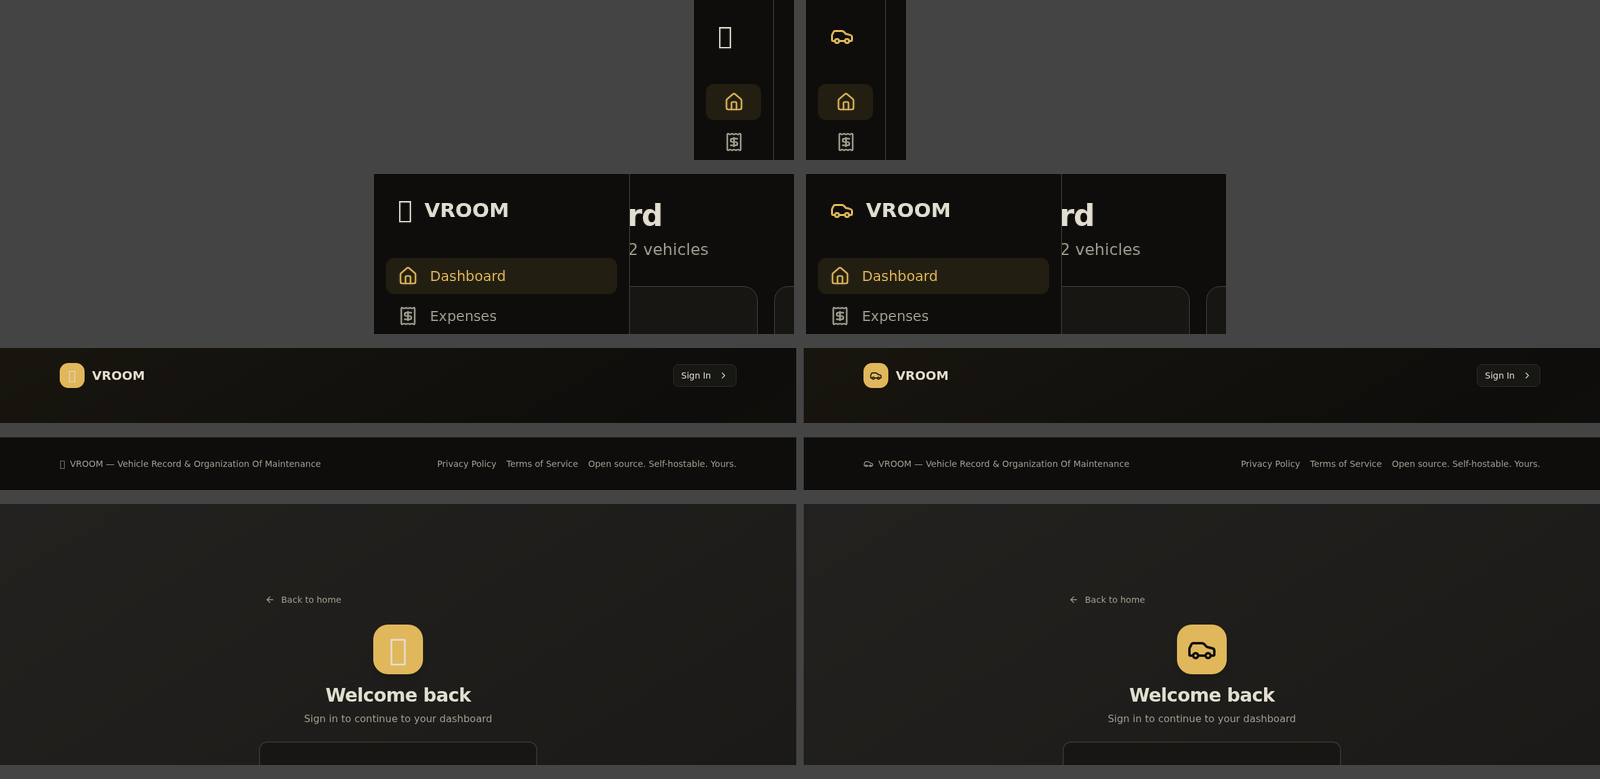 VROOM
rd
2 vehicles
Dashboard
Expenses
VROOM
rd
2 vehicles
Dashboard
Expenses
VROOM
Sign In
VROOM
Sign In
VROOM — Vehicle Record & Organization Of Maintenance
Privacy Policy Terms of Service Open source. Self-hostable. Yours.
VROOM — Vehicle Record & Organization Of Maintenance
Privacy Policy Terms of Service Open source. Self-hostable. Yours.
Back to home
Welcome back
Sign in to continue to your dashboard
Back to home
Welcome back
Sign in to continue to your dashboard